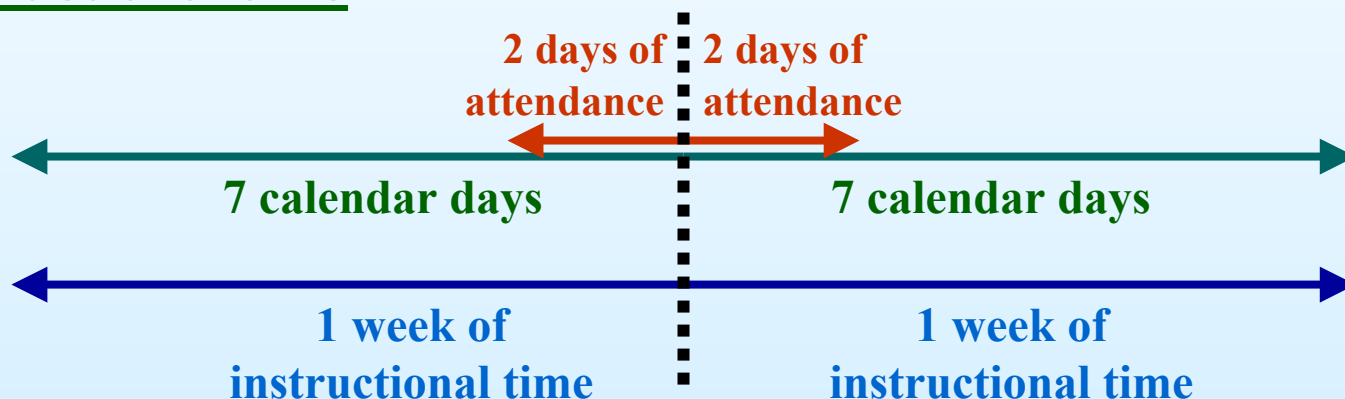 2 days of
attendance
2 days of
attendance
7 calendar days
7 calendar days
1 week of
instructional time
1 week of
instructional time